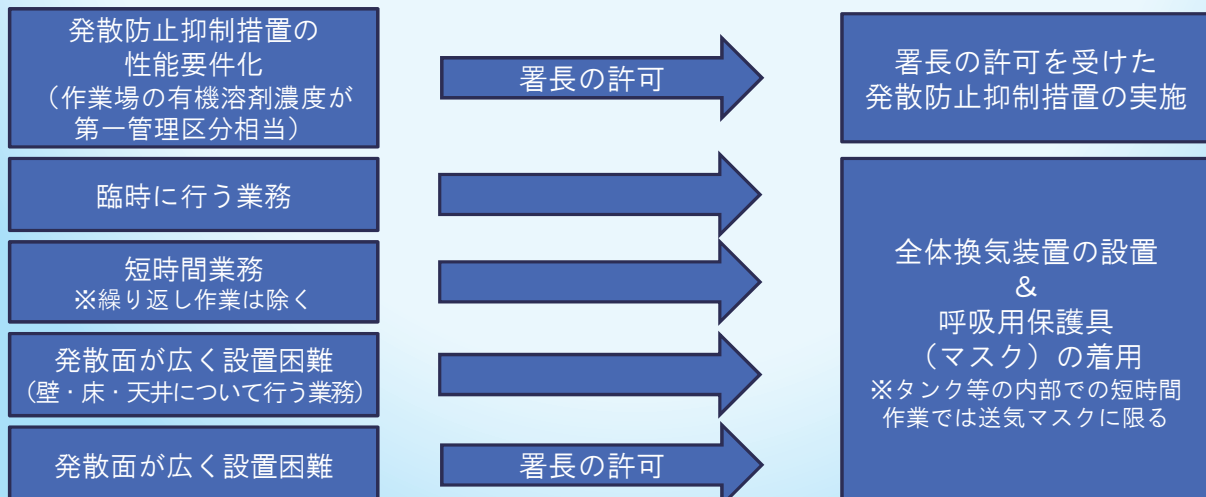 発散防止抑制措置の
性能要件化
（作業場の有機溶剤濃度が
第一管理区分相当）
署長の許可
署長の許可を受けた
発散防止抑制措置の実施
臨時に行う業務
短時間業務
※繰り返し作業は除く
発散面が広く設置困難
（壁・床・天井について行う業務）
発散面が広く設置困難
署長の許可
全体換気装置の設置
＆
呼吸用保護具
（マスク）の着用
※タンク等の内部での短時間
作業では送気マスクに限る